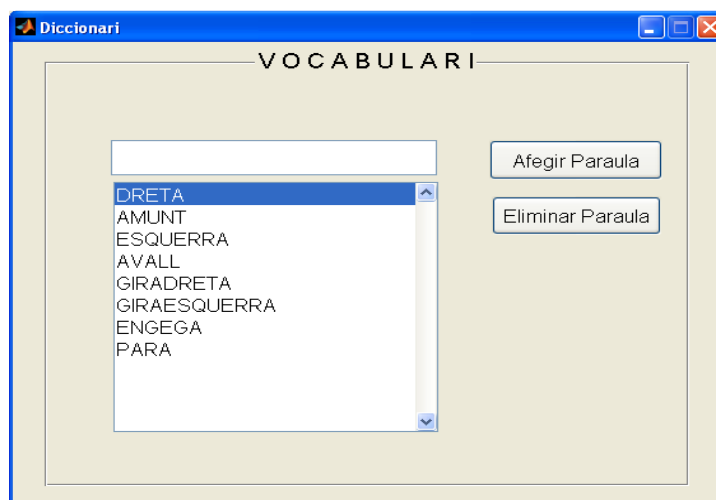 Diccionari
VOCABULARI
Afegir Paraula
DRETA
Eliminar Paraula
AMUNT
ESQUERRA
AVALL
GIRADRETA
GIRAESQUERRA
ENGEGA
PARA